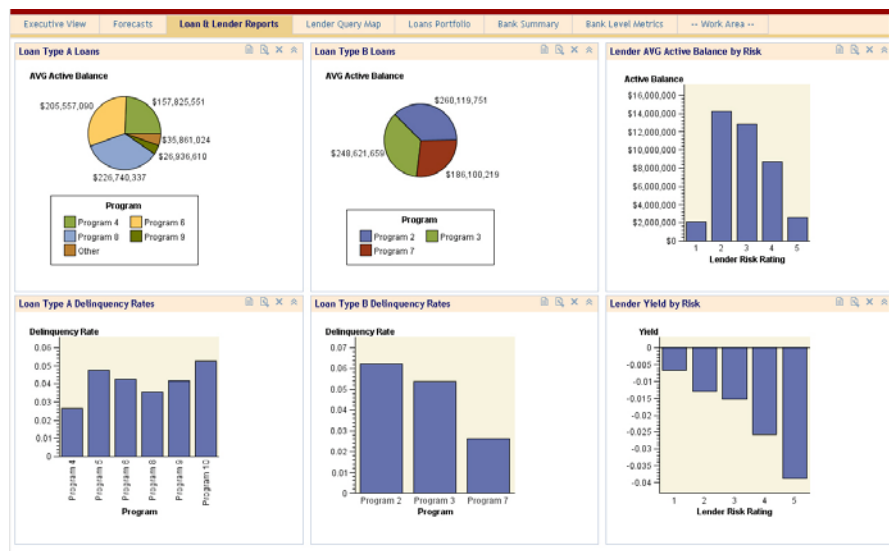 Executive View Forecasts Loan & Lender Reports Lender Query Map Loans Portfolio Bank Summary Bank Level Metrics -- Work Area --
Loan Type A Loans
AVG Active Balance
$205,557,090
$157,825,551
$35,861,024
$26,936,610
$226,740,337
Program
Program 4
Program 6
Program 8
Program 9
Other
Loan Type B Loans
AVG Active Balance
$260,119,751
$248,621,659
$186,100,219
Program
Program 2
Program 3
Program 7
Lender AVG Active Balance by Risk
Active Balance
$16,000,000
$14,000,000
$12,000,000
$10,000,000
$8,000,000
$6,000,000
$4,000,000
$2,000,000
$0
1 2 3 4 5
Lender Risk Rating
Loan Type A Delinquency Rates
Delinquency Rate
0.06
0.05
0.04
0.03
0.02
0.01
0
Program 4
Program 5
Program 6
Program 8
Program 9
Program 10
Program
Loan Type B Delinquency Rates
Delinquency Rate
0.07
0.06
0.05
0.04
0.03
0.02
0.01
0
Program 2 Program 3 Program 7
Program
Lender Yield by Risk
Yield
0
-0.005
-0.01
-0.015
-0.02
-0.025
-0.03
-0.035
-0.04
1 2 3 4 5
Lender Risk Rating